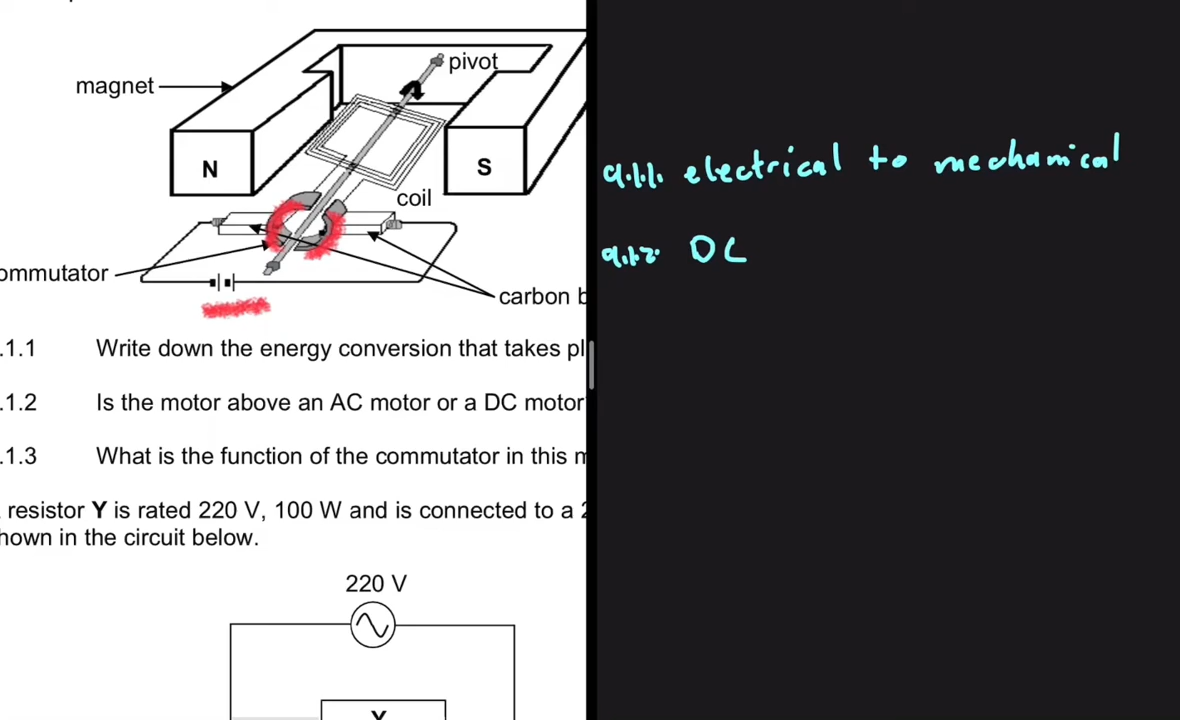 pivot
magnet
N
S
coil
ommutator
carbon b
.1.1 Write down the energy conversion that takes pl
.1.2 Is the motor above an AC motor or a DC motor
.1.3 What is the function of the commutator in this m
resistor Y is rated 220 V, 100 W and is connected to a 2
hown in the circuit below.
220 V
Y
9.1.1. electrical to mechanical
9.1.2. DC